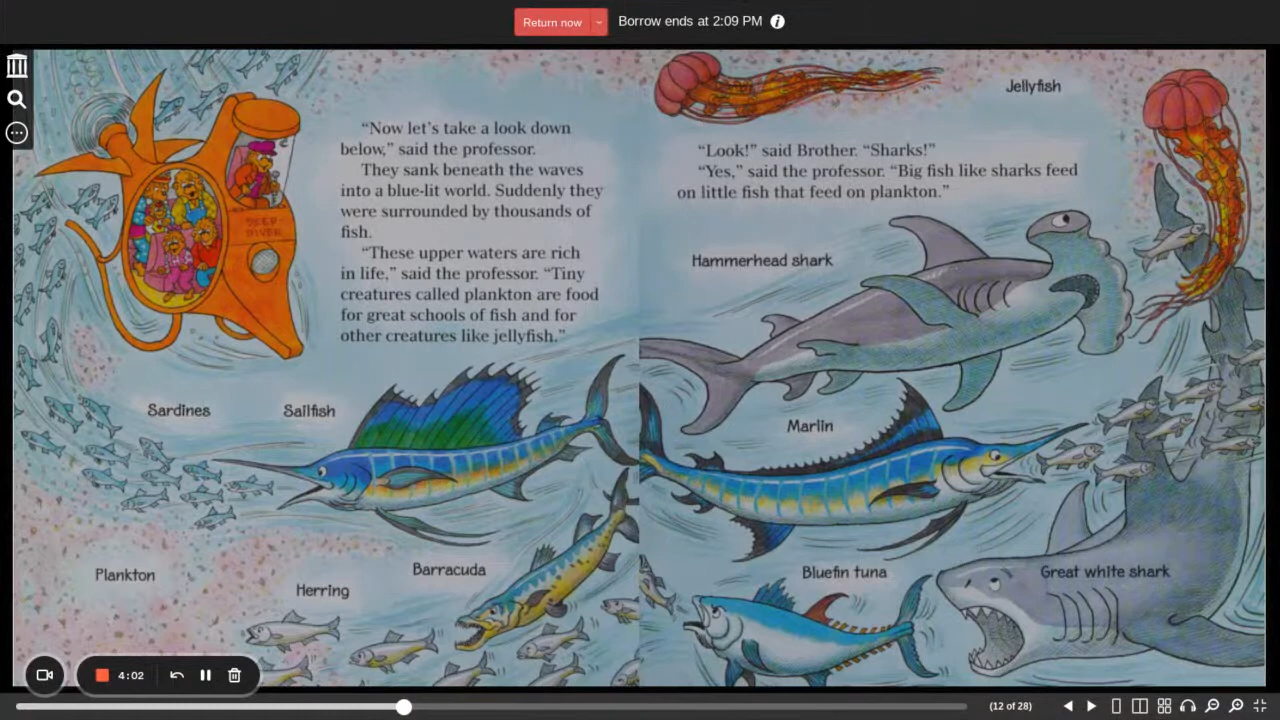 Return now
Borrow ends at 2:09 PM
"Now let's take a look down
below," said the professor.
They sank beneath the waves
into a blue-lit world. Suddenly they
were surrounded by thousands of
fish.
"These upper waters are rich
in life," said the professor. "Tiny
creatures called plankton are food
for great schools of fish and for
other creatures like jellyfish."
DEEP
DIVER
Sardines
Sailfish
Plankton
Herring
Barracuda
Jellyfish
"Look!" said Brother. "Sharks!"
"Yes," said the professor. "Big fish like sharks feed
on little fish that feed on plankton."
Hammerhead shark
Marlin
Bluefin tuna
Great white shark
4:02
(12 of 28)